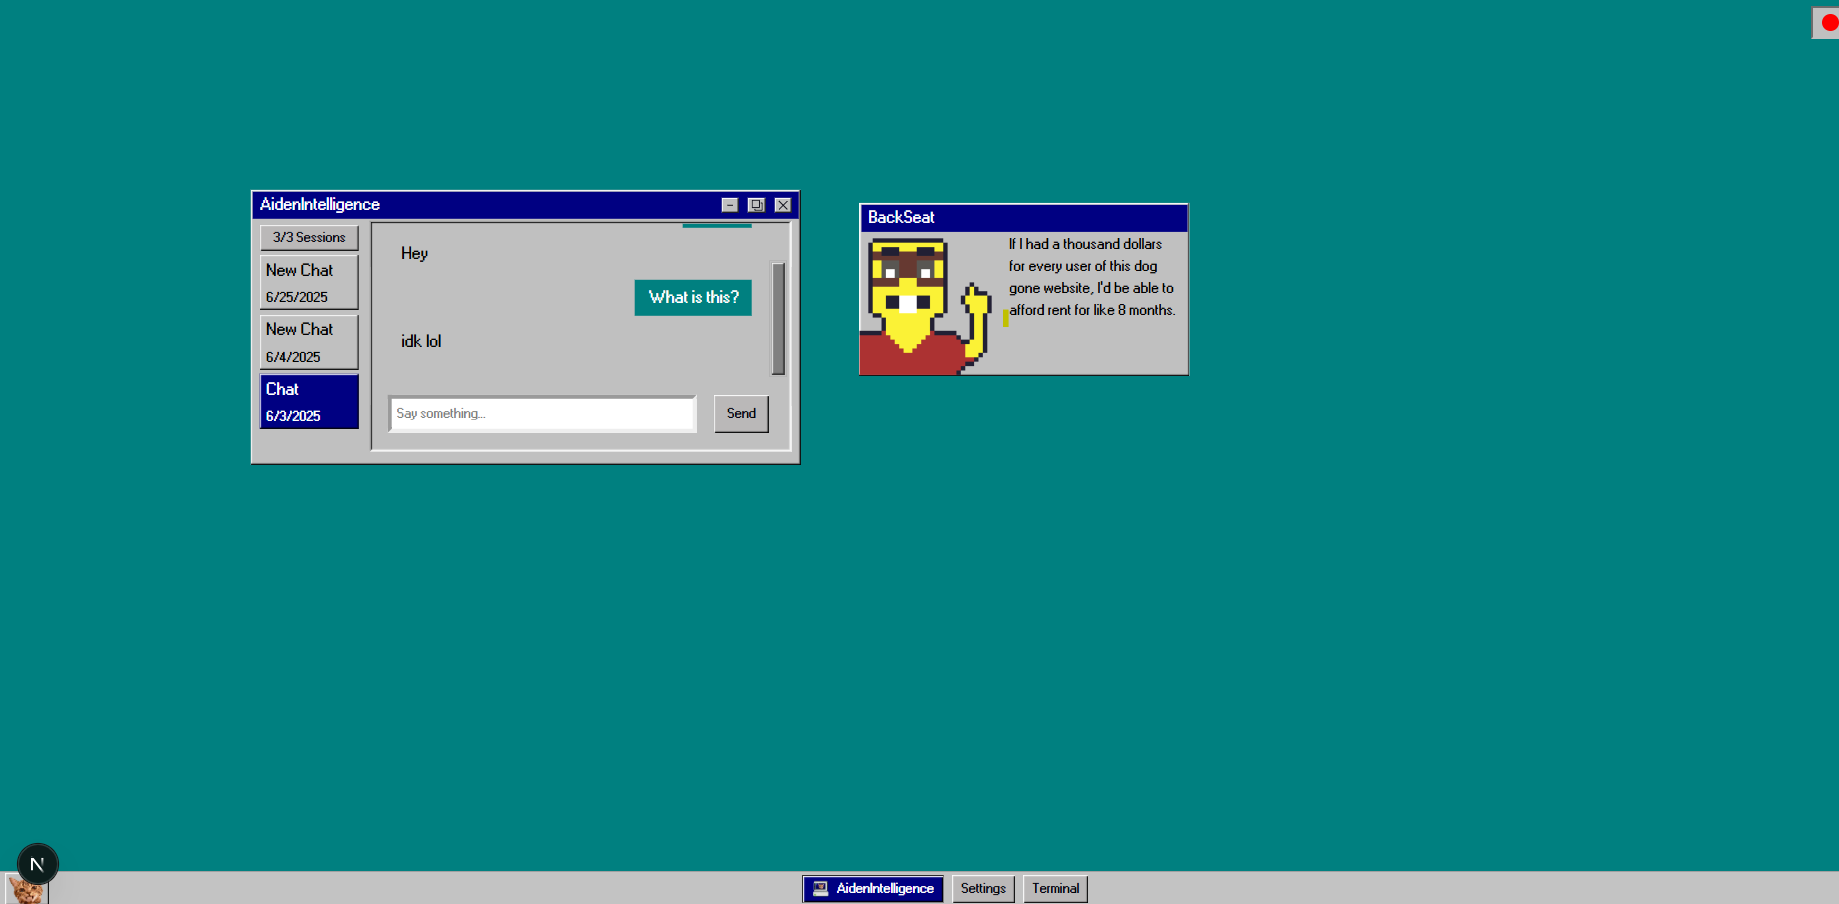 AidenIntelligence
3/3 Sessions
New Chat
6/25/2025
New Chat
6/4/2025
Chat
6/3/2025
Hey
What is this?
idk lol
Say something...
Send
BackSeat
If I had a thousand dollars
for every user of this dog
gone website, I'd be able to
afford rent for like 8 months.
N
AidenIntelligence
Settings
Terminal